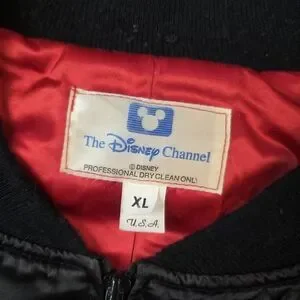 The Disney Channel
© DISNEY
PROFESSIONAL DRY CLEAN ONLY
XL
U.S.A.